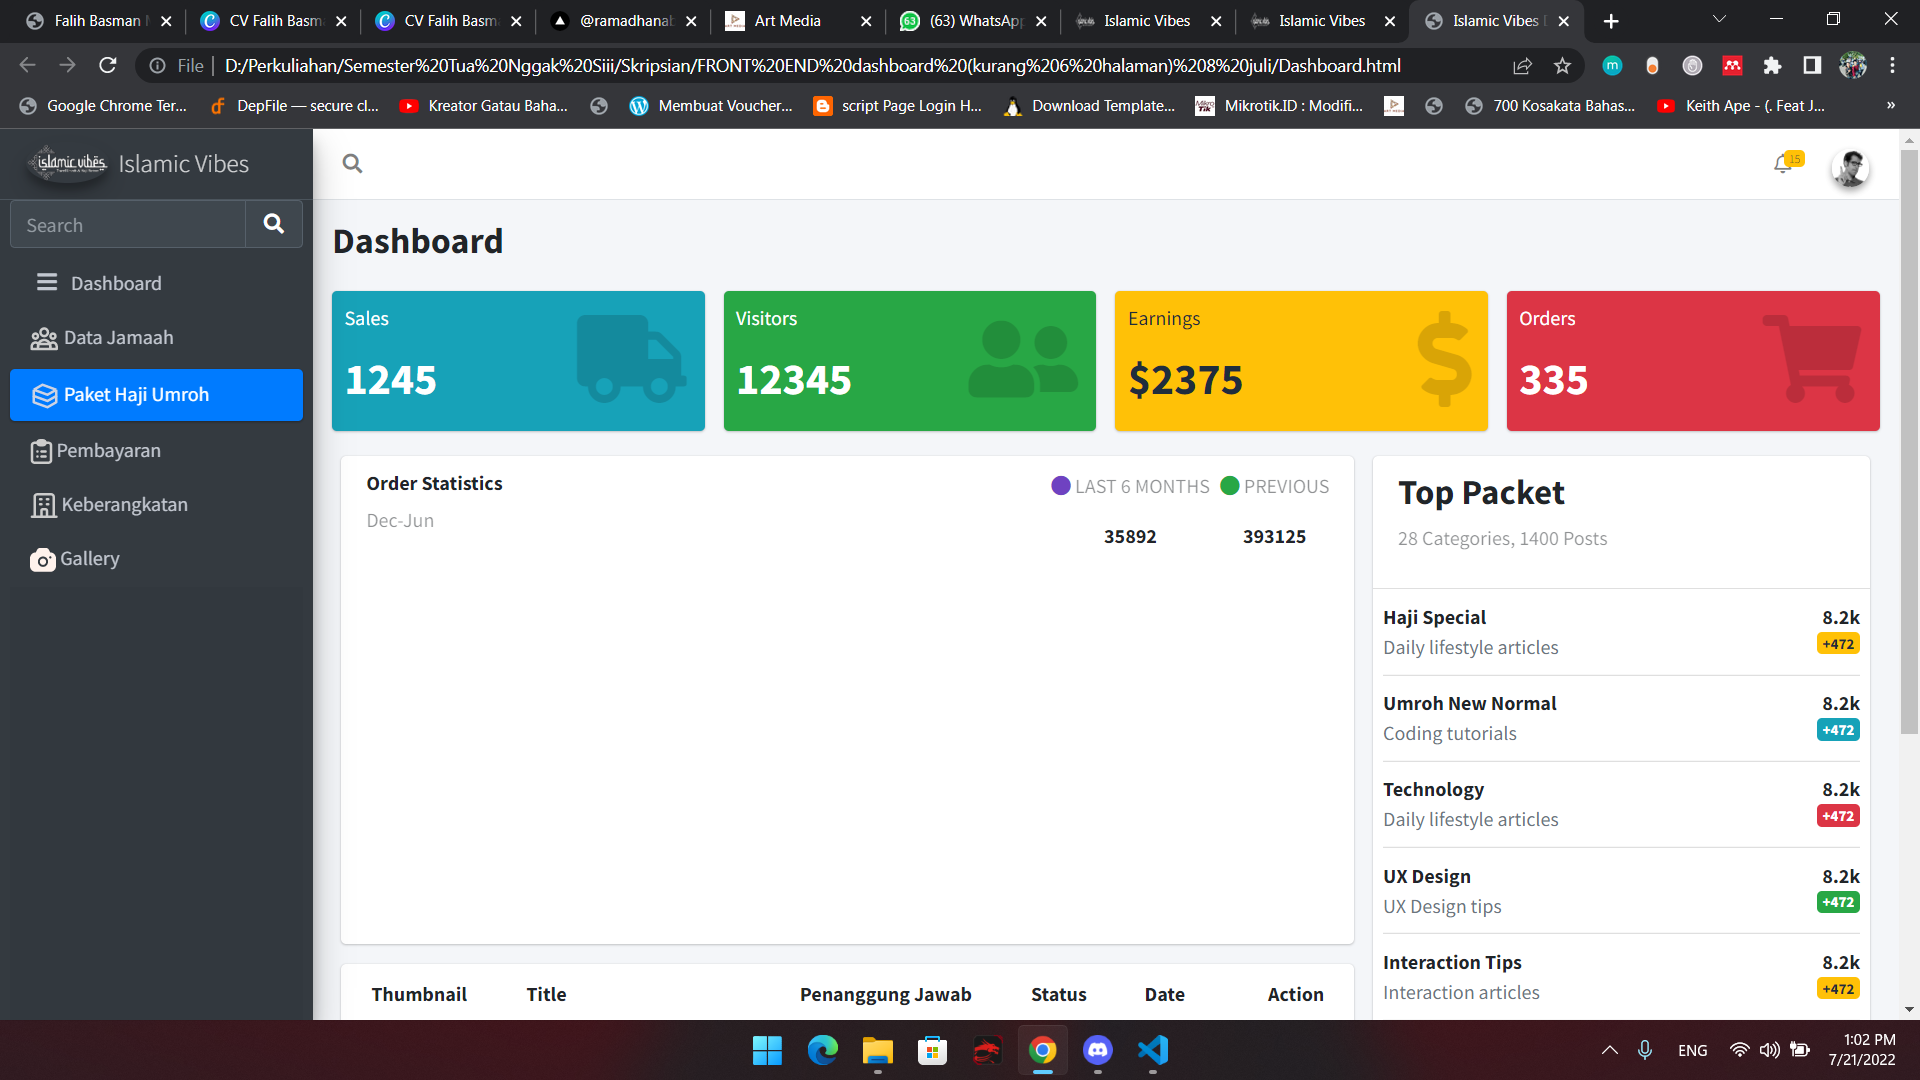 Falih Basman
CV Falih Basma
CV Falih Basma
@ramadhanab
Art Media
(63) WhatsApp
Islamic Vibes
Islamic Vibes
Islamic Vibes
File
D:/Perkuliahan/Semester%20Tua%20Nggak%20Siii/Skripsian/FRONT%20END%20dashboard%20(kurang%206%20halaman)%208%20juli/Dashboard.html
Google Chrome Ter...
DepFile — secure cl...
Kreator Gatau Baha...
Membuat Voucher...
script Page Login H...
Download Template...
Mikrotik.ID : Modifi...
700 Kosakata Bahas...
Keith Ape - (. Feat J...
»
islamic vibes
Islamic Vibes
15
Search
Dashboard
Data Jamaah
Paket Haji Umroh
Pembayaran
Keberangkatan
Gallery
Dashboard
Sales
1245
Visitors
12345
Earnings
$2375
Orders
335
Order Statistics
LAST 6 MONTHS
PREVIOUS
Dec-Jun
35892
393125
Top Packet
28 Categories, 1400 Posts
Haji Special
8.2k
Daily lifestyle articles
+472
Umroh New Normal
8.2k
Coding tutorials
+472
Technology
8.2k
Daily lifestyle articles
+472
UX Design
8.2k
UX Design tips
+472
Interaction Tips
8.2k
Interaction articles
+472
Thumbnail
Title
Penanggung Jawab
Status
Date
Action
ENG
1:02 PM
7/21/2022